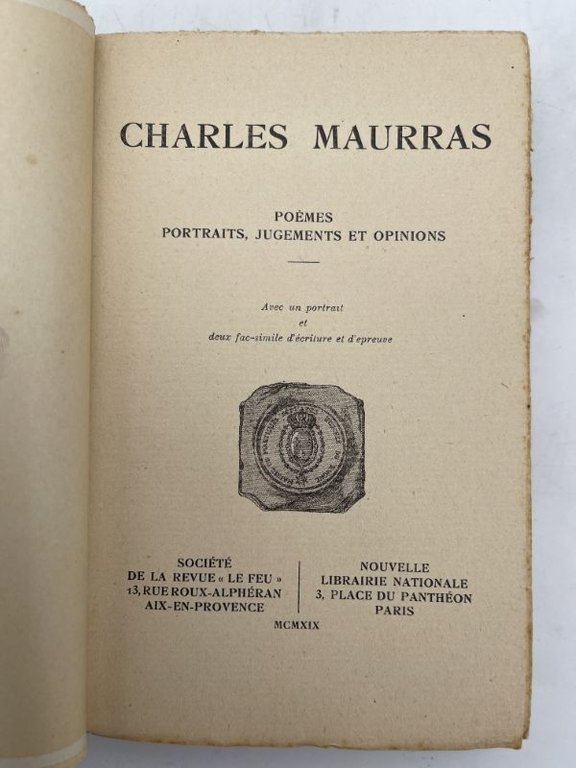 CHARLES MAURRAS
POÈMES
PORTRAITS, JUGEMENTS ET OPINIONS
Avec un portrait
et
deux fac-simile d'écriture et d'epreuve
SOCIÉTÉ
DE LA REVUE « LE FEU »
13, RUE ROUX-ALPHÉRAN
AIX-EN-PROVENCE
NOUVELLE
LIBRAIRIE NATIONALE
3, PLACE DU PANTHÉON
PARIS
MCMXIX